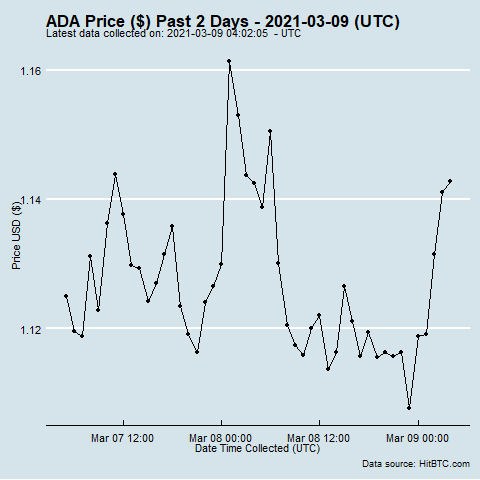 ADA Price ($) Past 2 Days - 2021-03-09 (UTC)
Latest data collected on: 2021-03-09 04:02:05 - UTC
1.16
1.14
1.12
Price USD ($)
Mar 07 12:00
Mar 08 00:00
Mar 08 12:00
Mar 09 00:00
Date Time Collected (UTC)
Data source: HitBTC.com